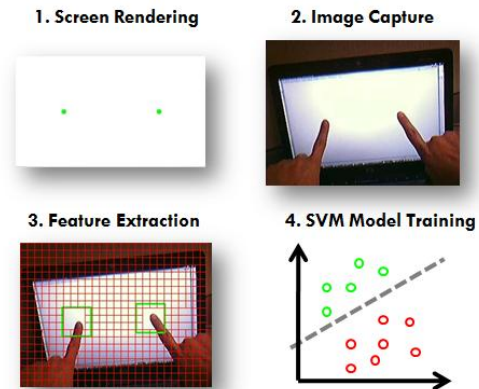 1. Screen Rendering
2. Image Capture
3. Feature Extraction
4. SVM Model Training